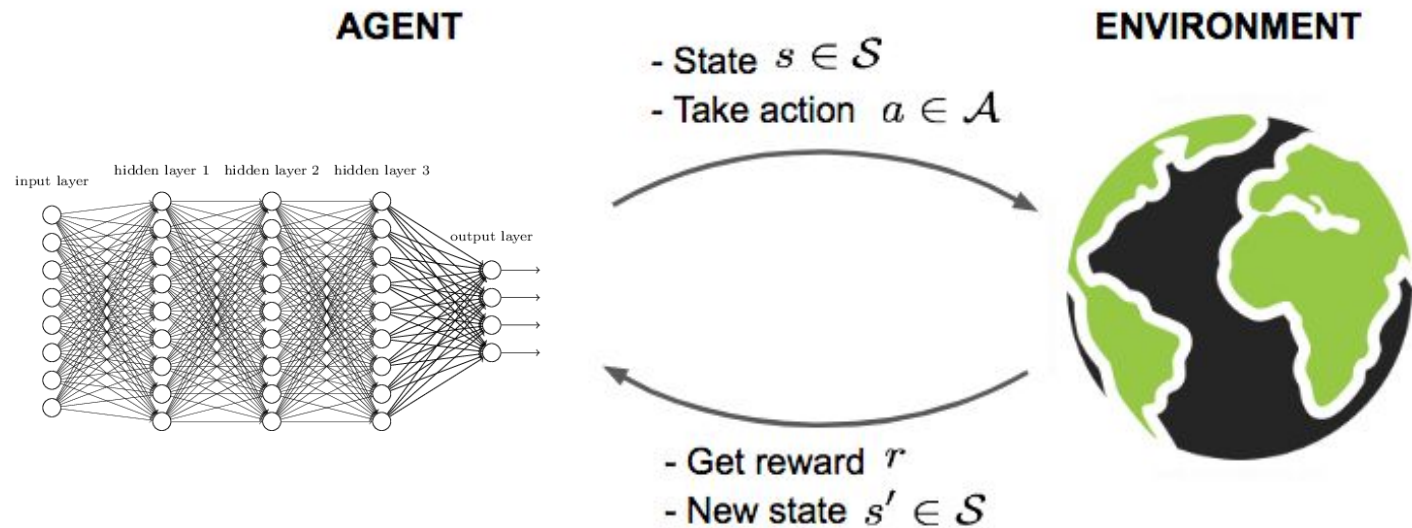 AGENT
ENVIRONMENT
- State s ∈ 𝒮
- Take action a ∈ 𝒜
input layer
hidden layer 1
hidden layer 2
hidden layer 3
output layer
- Get reward r
- New state s′ ∈ 𝒮